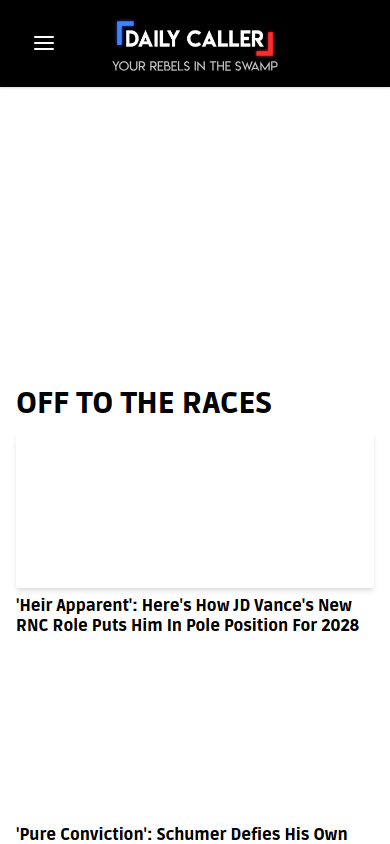 DAILY CALLER
YOUR REBELS IN THE SWAMP
OFF TO THE RACES
'Heir Apparent': Here's How JD Vance's New
RNC Role Puts Him In Pole Position For 2028
'Pure Conviction': Schumer Defies His Own